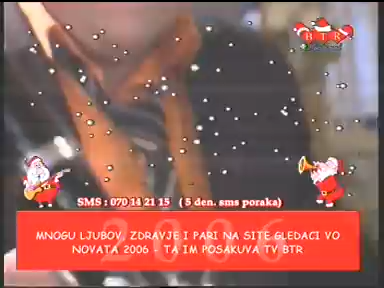 BTR
SMS : 070 14 21 15 ( 5 den. sms poraka)
2006
MNOGU LJUBOV, ZDRAVJE I PARI NA SITE GLEDACI VO
NOVATA 2006 - TA IM POSAKUVA TV BTR